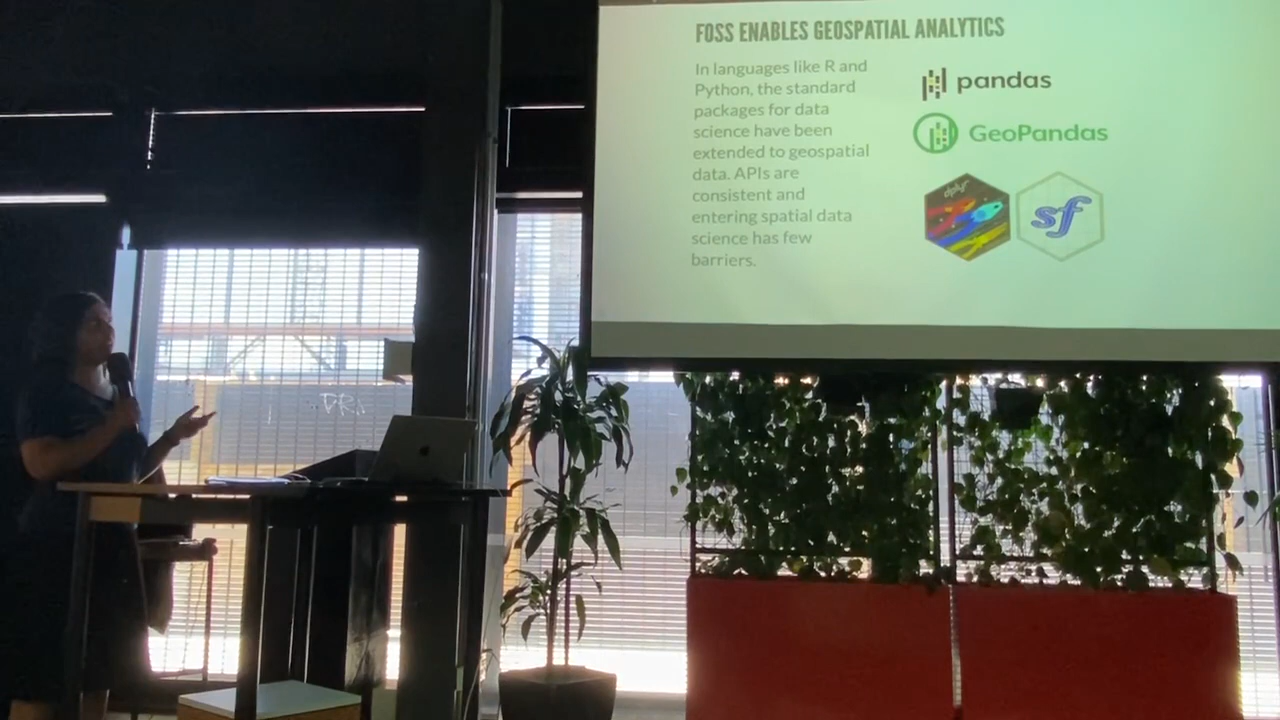 FOSS ENABLES GEOSPATIAL ANALYTICS
In languages like R and
Python, the standard
packages for data
science have been
extended to geospatial
data. APIs are
consistent and
entering spatial data
science has few
barriers.
pandas
GeoPandas
dplyr
sf